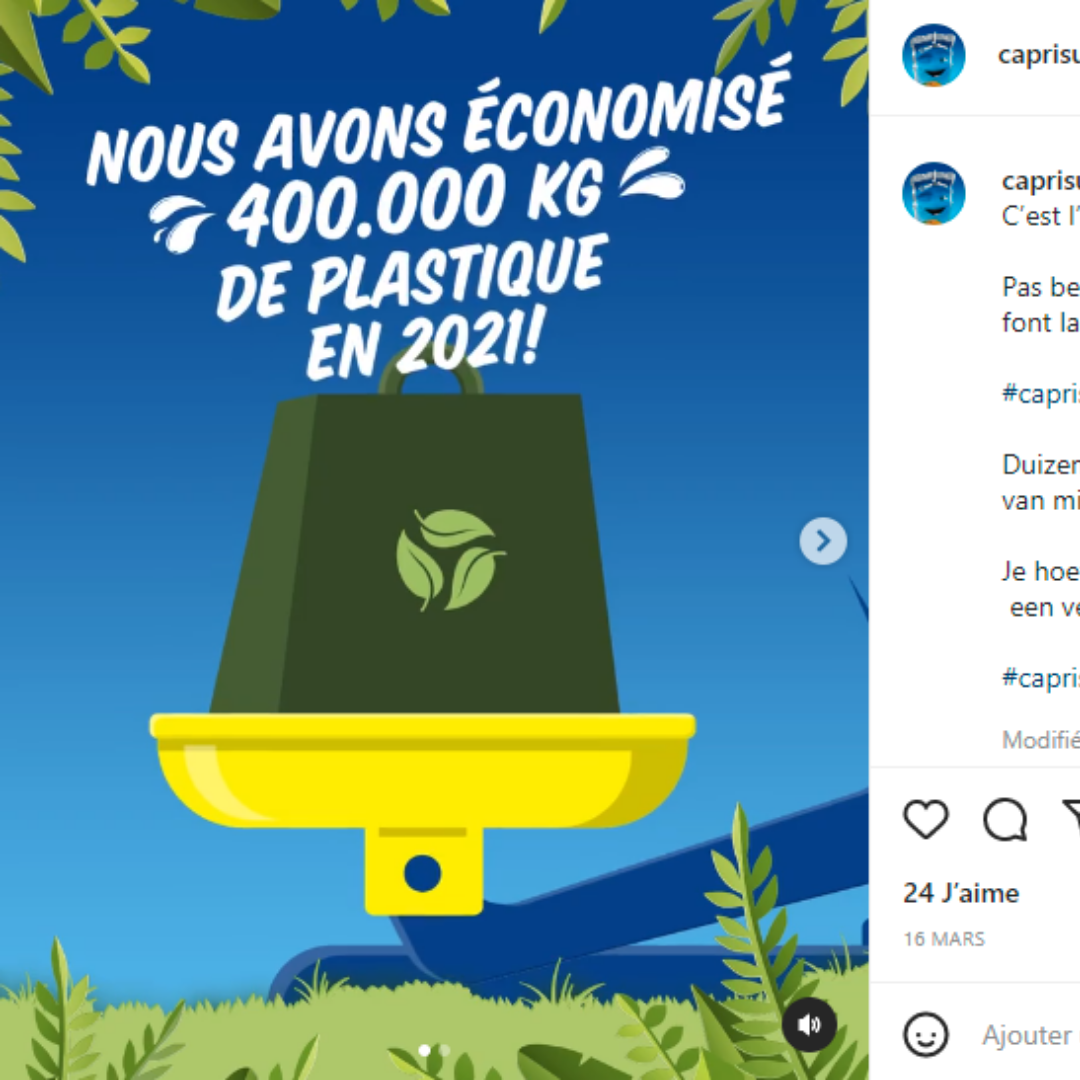 NOUS AVONS ÉCONOMISÉ
400.000 KG
DE PLASTIQUE
EN 2021!
caprisu
caprisu
C'est l'
Pas be
font la
#capris
Duizen
van mi
Je hoe
een ve
#capris
Modifié
24 J'aime
16 MARS
Ajouter